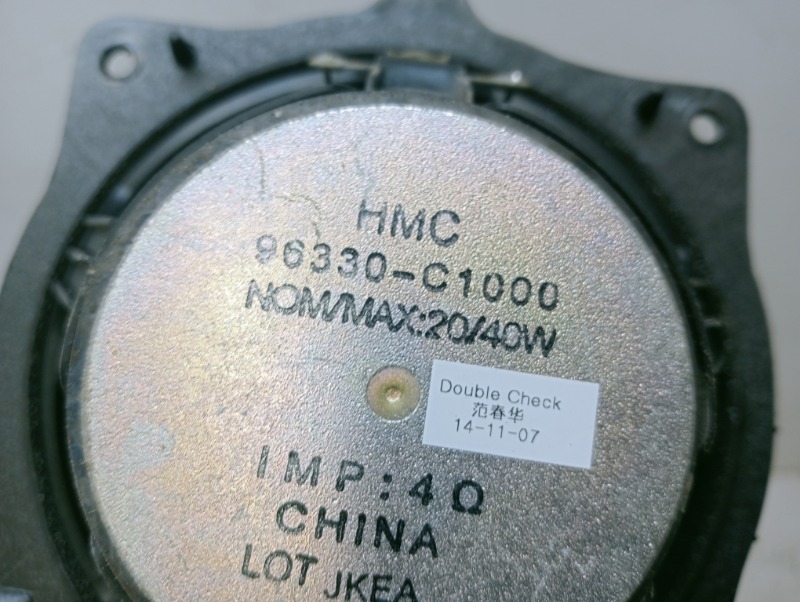 HMC
96330-C1000
NOM/MAX:20/40W
Double Check
范春华
14-11-07
IMP:4Ω
CHINA
LOT JKEA